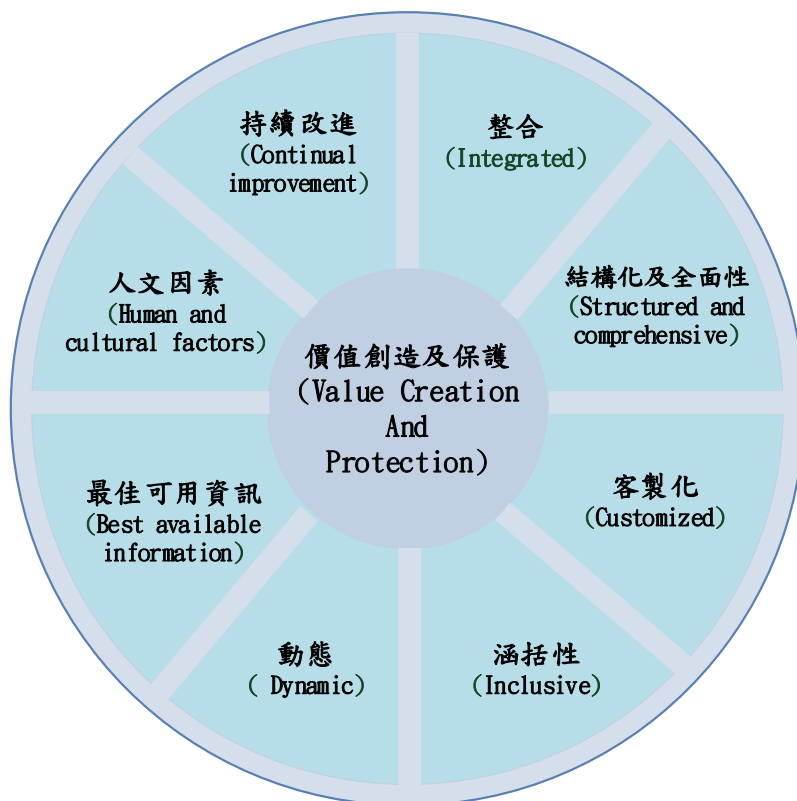 整合
(Integrated)
結構化及全面性
(Structured and
comprehensive)
客製化
(Customized)
涵括性
(Inclusive)
動態
( Dynamic)
最佳可用資訊
(Best available
information)
人文因素
(Human and
cultural factors)
持續改進
(Continual
improvement)
價值創造及保護
(Value Creation
And
Protection)